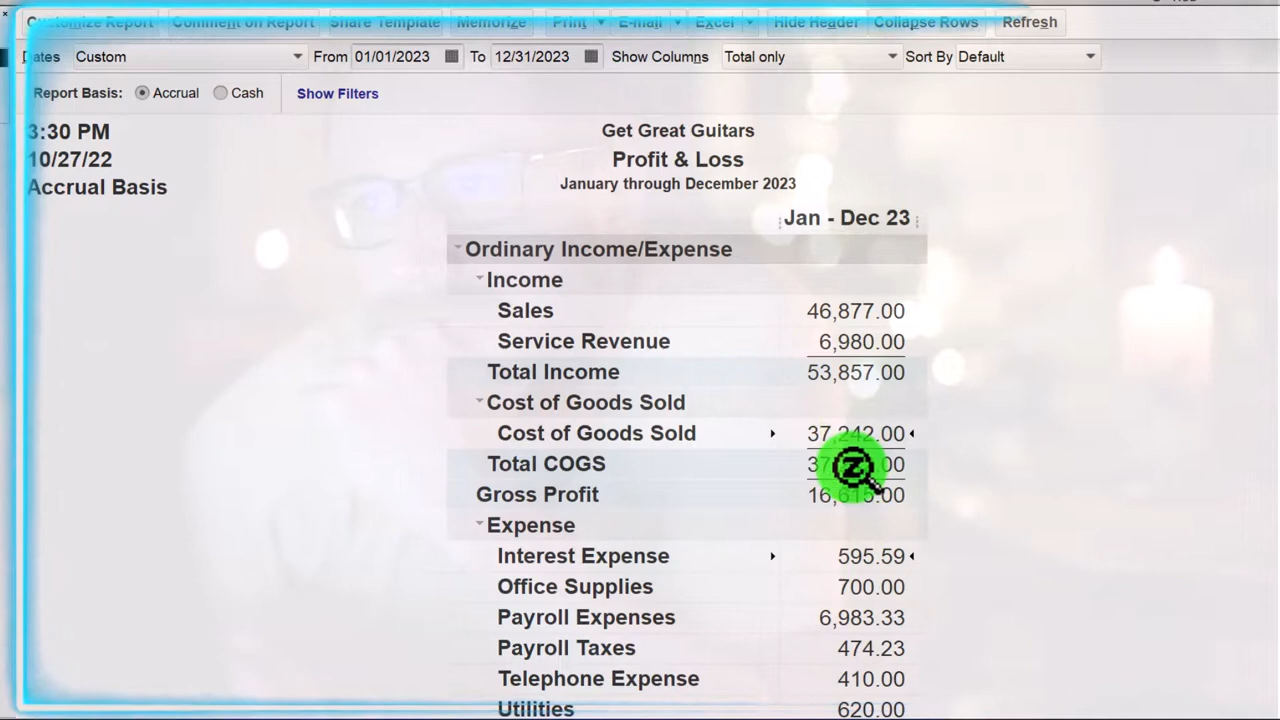 Customize Report Comment on Report Share Template Memorize Print E-mail Excel Hide Header Collapse Rows Refresh
Dates Custom From 01/01/2023 To 12/31/2023 Show Columns Total only Sort By Default
Report Basis: Accrual Cash Show Filters
3:30 PM
10/27/22
Accrual Basis
Get Great Guitars
Profit & Loss
January through December 2023
Jan - Dec 23
Ordinary Income/Expense
Income
Sales 46,877.00
Service Revenue 6,980.00
Total Income 53,857.00
Cost of Goods Sold
Cost of Goods Sold 37,242.00
Total COGS
Gross Profit 16,615.00
Expense
Interest Expense 595.59
Office Supplies 700.00
Payroll Expenses 6,983.33
Payroll Taxes 474.23
Telephone Expense 410.00
Utilities 620.00